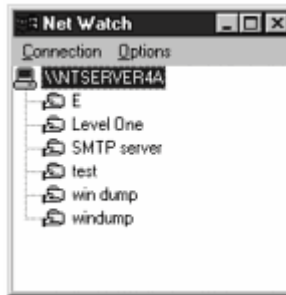 Net Watch
Connection Options
\\NTSERVER4A
E
Level One
SMTP server
test
win dump
windump